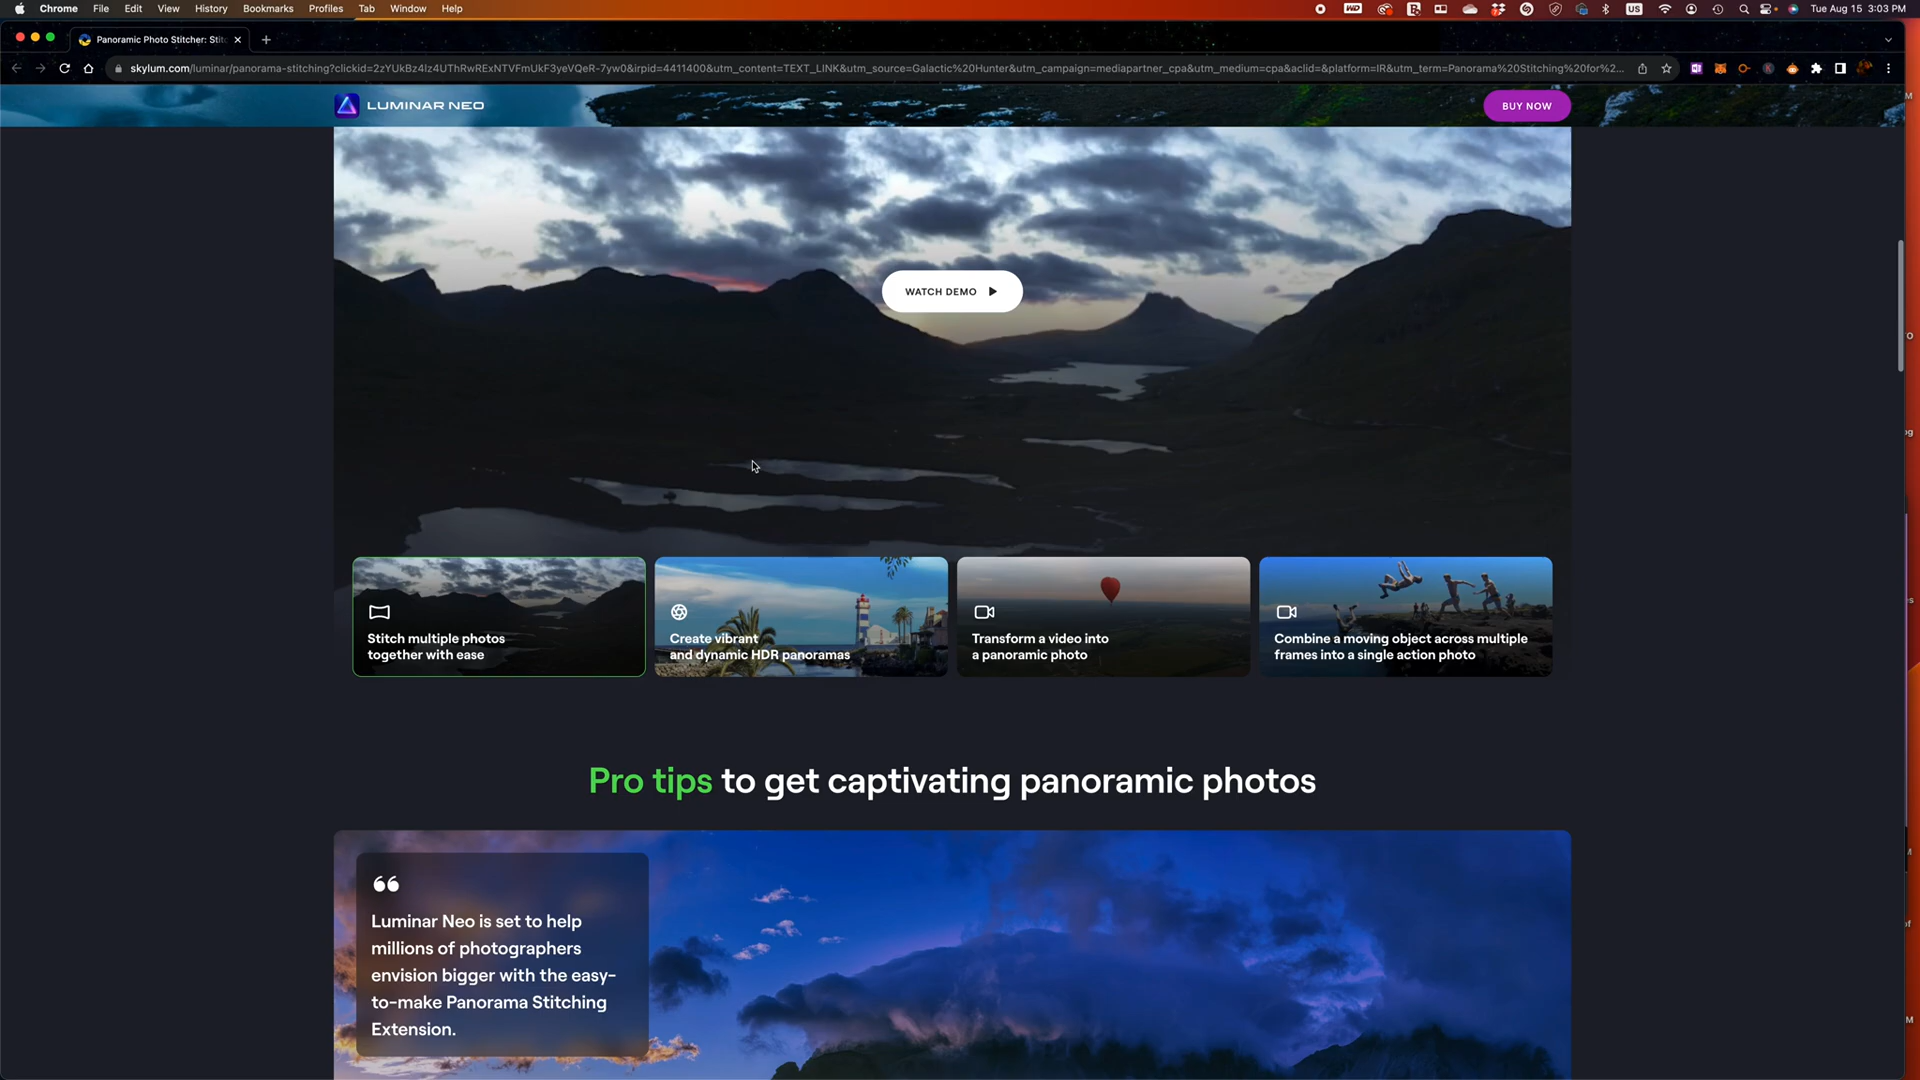 Chrome File Edit View History Bookmarks Profiles Tab Window Help
US
Tue Aug 15 3:03 PM
Panoramic Photo Stitcher: Stit
skylum.com/luminar/panorama-stitching?clickid=2zYUkBz4lz4UThRwRExNTVFmUkF3yeVQeR-7yw0&irpid=4411400&utm_content=TEXT_LINK&utm_source=Galactic%20Hunter&utm_campaign=mediapartner_cpa&utm_medium=cpa&aclid=&platform=IR&utm_term=Panorama%20Stitching%20for%2...
LUMINAR NEO
BUY NOW
WATCH DEMO
Stitch multiple photos
together with ease
Create vibrant
and dynamic HDR panoramas
Transform a video into
a panoramic photo
Combine a moving object across multiple
frames into a single action photo
Pro tips to get captivating panoramic photos
Luminar Neo is set to help
millions of photographers
envision bigger with the easy-
to-make Panorama Stitching
Extension.